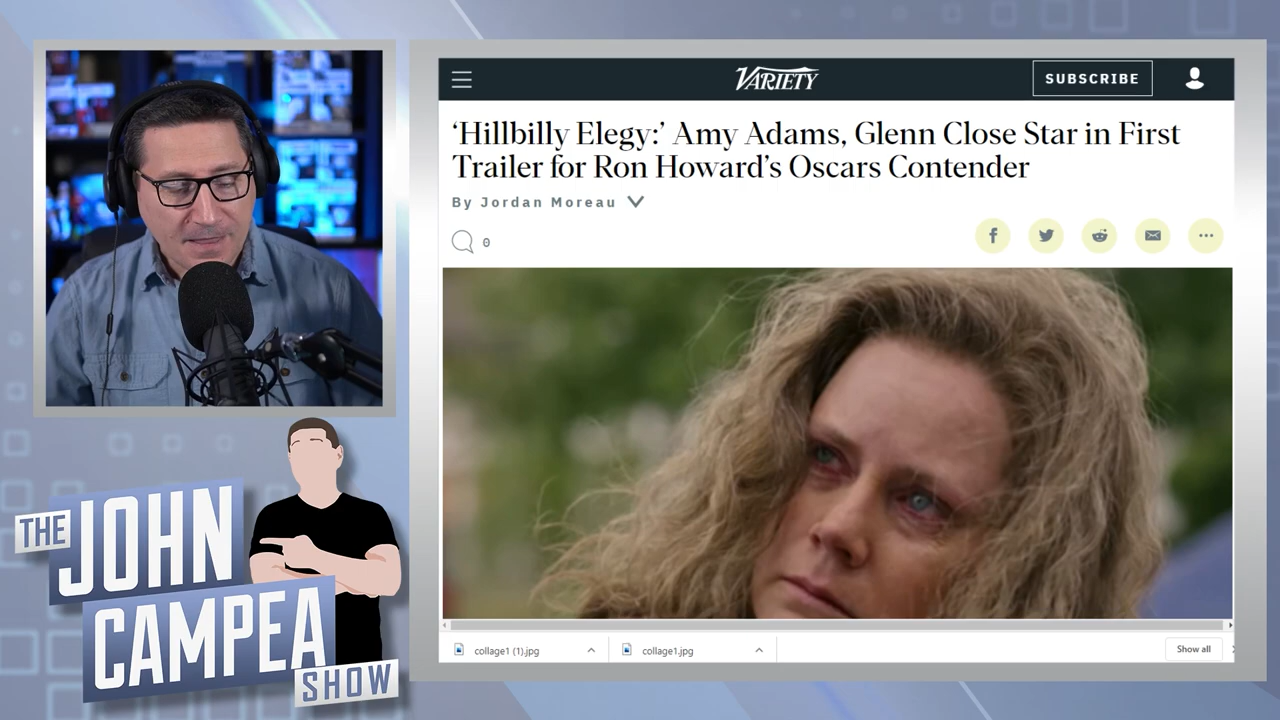 VARIETY
SUBSCRIBE
‘Hillbilly Elegy:’ Amy Adams, Glenn Close Star in First
Trailer for Ron Howard’s Oscars Contender
By Jordan Moreau
0
THE
JOHN
CAMPEA
SHOW
collage1 (1).jpg
collage1.jpg
Show all